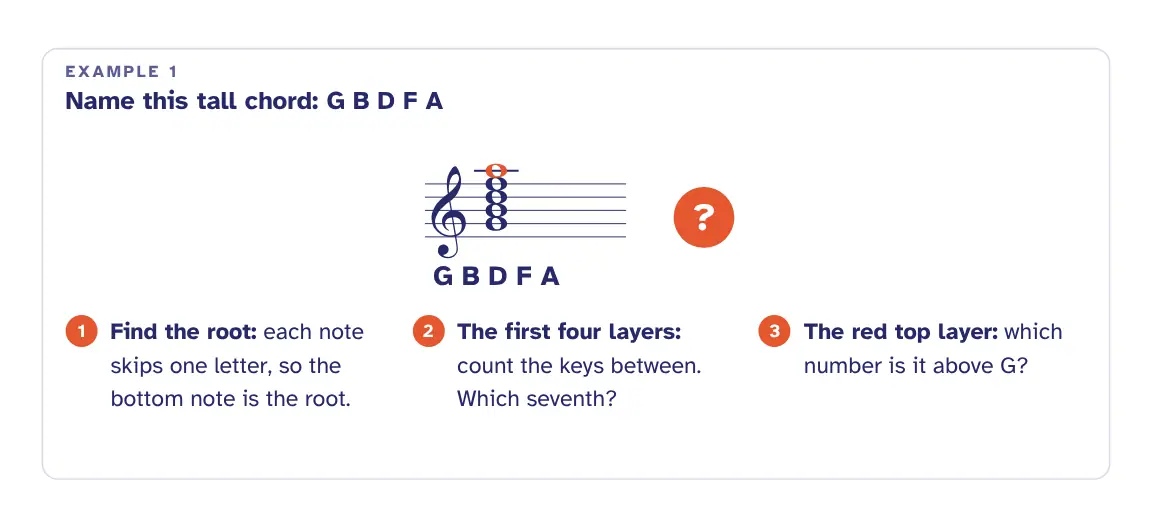 EXAMPLE 1
Name this tall chord: G B D F A
?
G B D F A
1 Find the root: each note
skips one letter, so the
bottom note is the root.
2 The first four layers:
count the keys between.
Which seventh?
3 The red top layer: which
number is it above G?